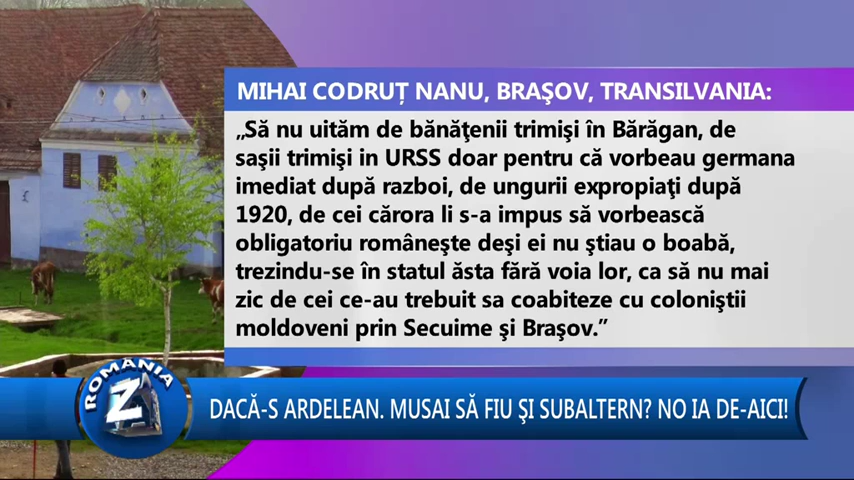 MIHAI CODRUȚ NANU, BRAŞOV, TRANSILVANIA:
„Să nu uităm de bănăţenii trimişi în Bărăgan, de
saşii trimişi in URSS doar pentru că vorbeau germana
imediat după razboi, de ungurii expropiaţi după
1920, de cei cărora li s-a impus să vorbească
obligatoriu româneşte deşi ei nu ştiau o boabă,
trezindu-se în statul ăsta fără voia lor, ca să nu mai
zic de cei ce-au trebuit sa coabiteze cu coloniştii
moldoveni prin Secuime şi Braşov.”
ROMÂNIA
Z
DACĂ-S ARDELEAN. MUSAI SĂ FIU ŞI SUBALTERN? NO IA DE-AICI!